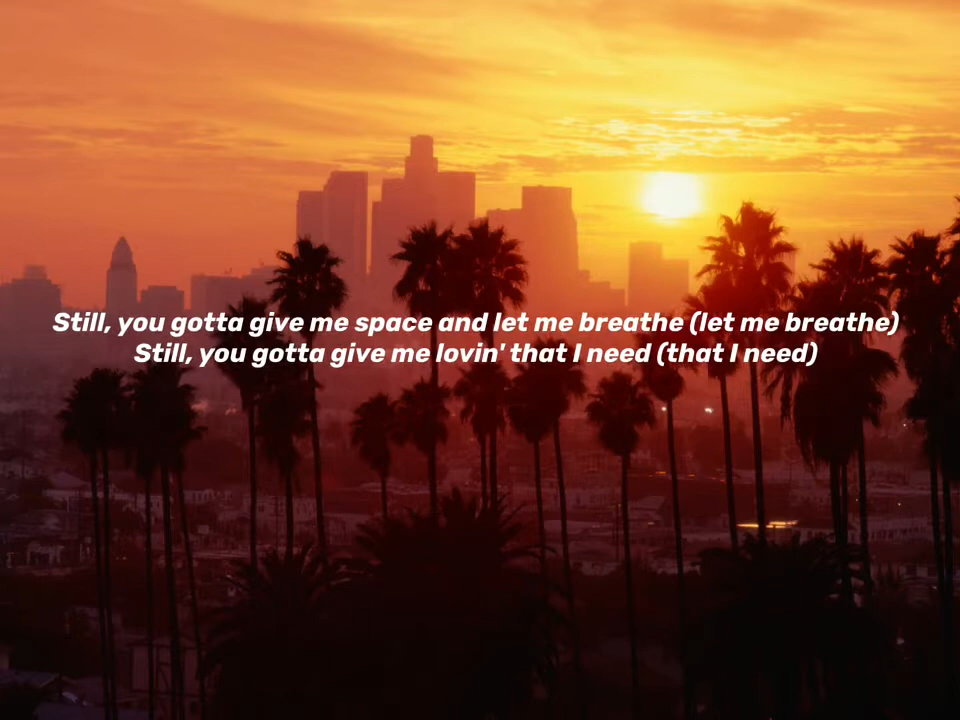 Still, you gotta give me space and let me breathe (let me breathe)
Still, you gotta give me lovin' that I need (that I need)